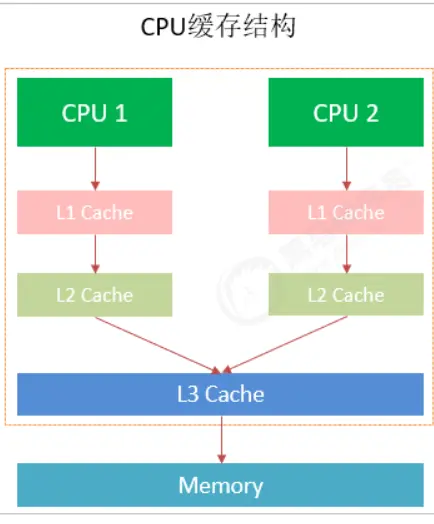 CPU缓存结构
CPU 1
CPU 2
L1 Cache
L1 Cache
L2 Cache
L2 Cache
L3 Cache
Memory